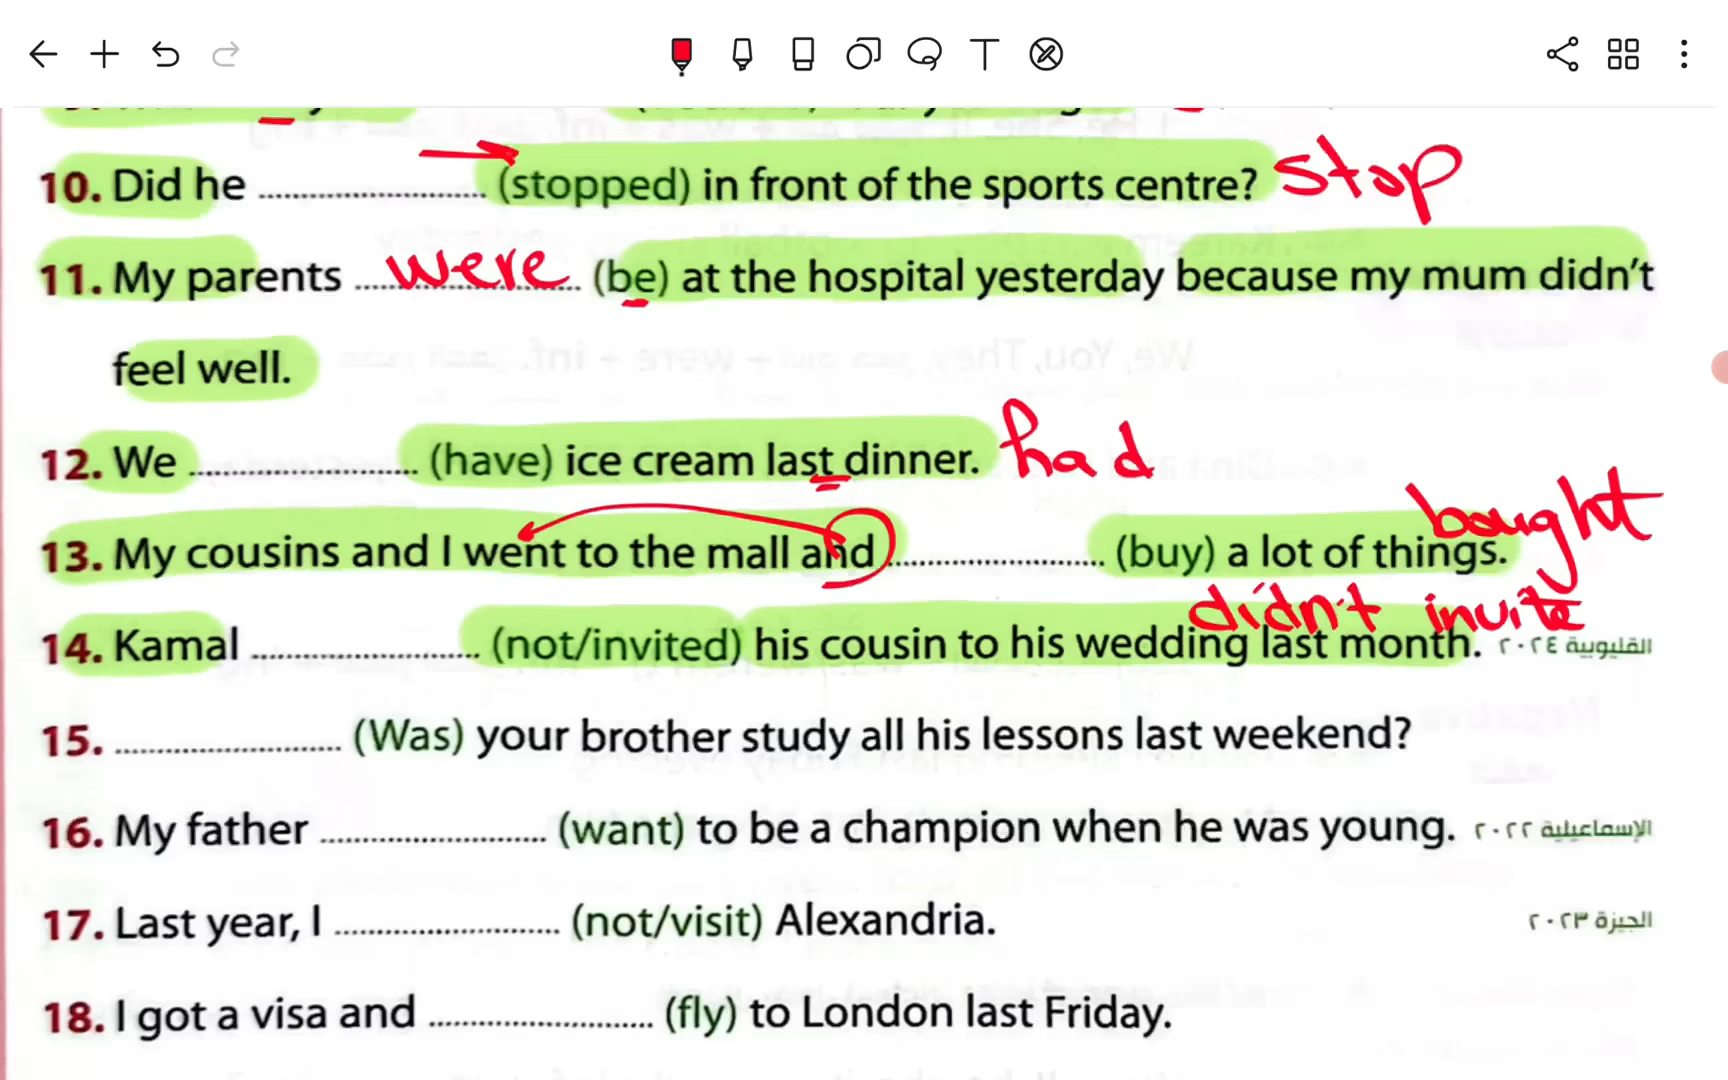 10. Did he .................... (stopped) in front of the sports centre? stop
11. My parents .... were .... (be) at the hospital yesterday because my mum didn't
feel well.
12. We .................... (have) ice cream last dinner. had
13. My cousins and I went to the mall and .................... (buy) a lot of things. bought
didn't invite
14. Kamal .................... (not/invited) his cousin to his wedding last month. القليوبية ٢٠٢٤
15. .................... (Was) your brother study all his lessons last weekend?
16. My father .................... (want) to be a champion when he was young. الإسماعيلية ٢٠٢٢
17. Last year, I .................... (not/visit) Alexandria. الجيزة ٢٠٢٣
18. I got a visa and .................... (fly) to London last Friday.